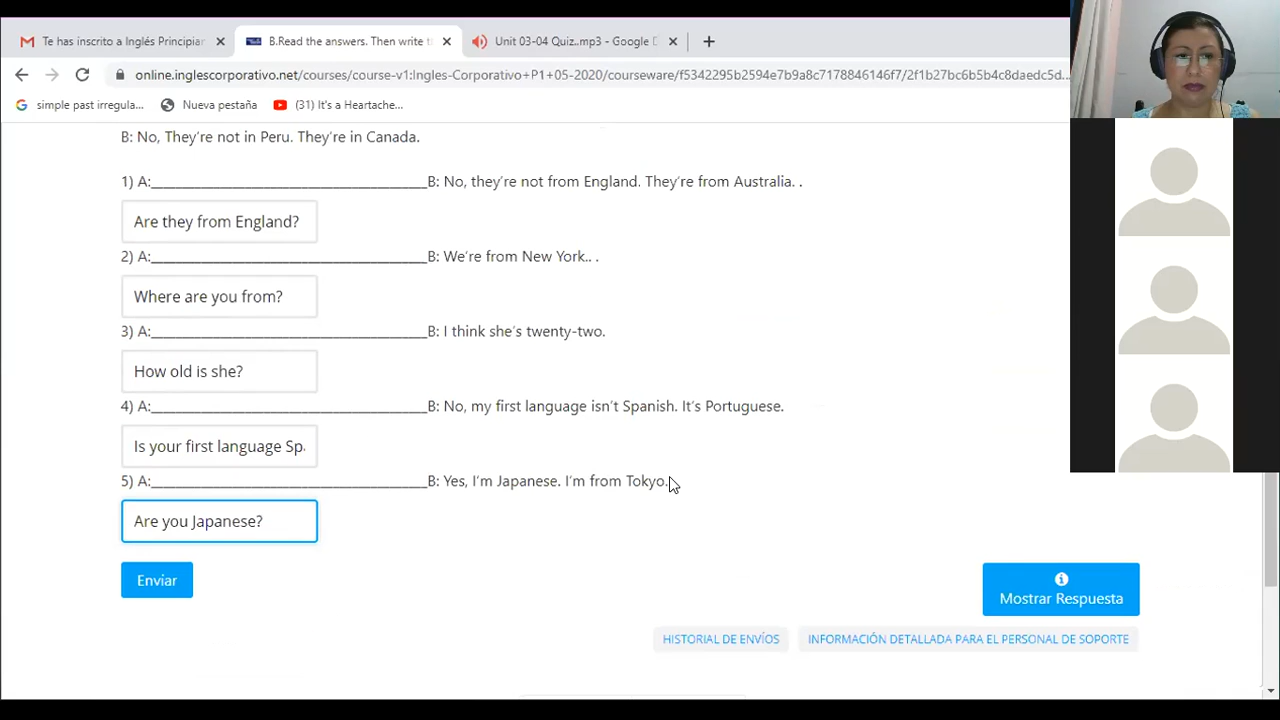 Te has inscrito a Inglés Principian
B.Read the answers. Then write t
Unit 03-04 Quiz..mp3 - Google D
online.inglescorporativo.net/courses/course-v1:Ingles-Corporativo+P1+05-2020/courseware/f5342295b2594e7b9a8c7178846146f7/2f1b27bc6b5b4c8daedc5d...
simple past irregula...
Nueva pestaña
(31) It's a Heartache...
B: No, They’re not in Peru. They’re in Canada.
1) A:______________________________________B: No, they’re not from England. They’re from Australia. .
Are they from England?
2) A:______________________________________B: We’re from New York.. .
Where are you from?
3) A:______________________________________B: I think she’s twenty-two.
How old is she?
4) A:______________________________________B: No, my first language isn’t Spanish. It’s Portuguese.
Is your first language Sp
5) A:______________________________________B: Yes, I’m Japanese. I’m from Tokyo.
Are you Japanese?
Enviar
Mostrar Respuesta
HISTORIAL DE ENVÍOS
INFORMACIÓN DETALLADA PARA EL PERSONAL DE SOPORTE